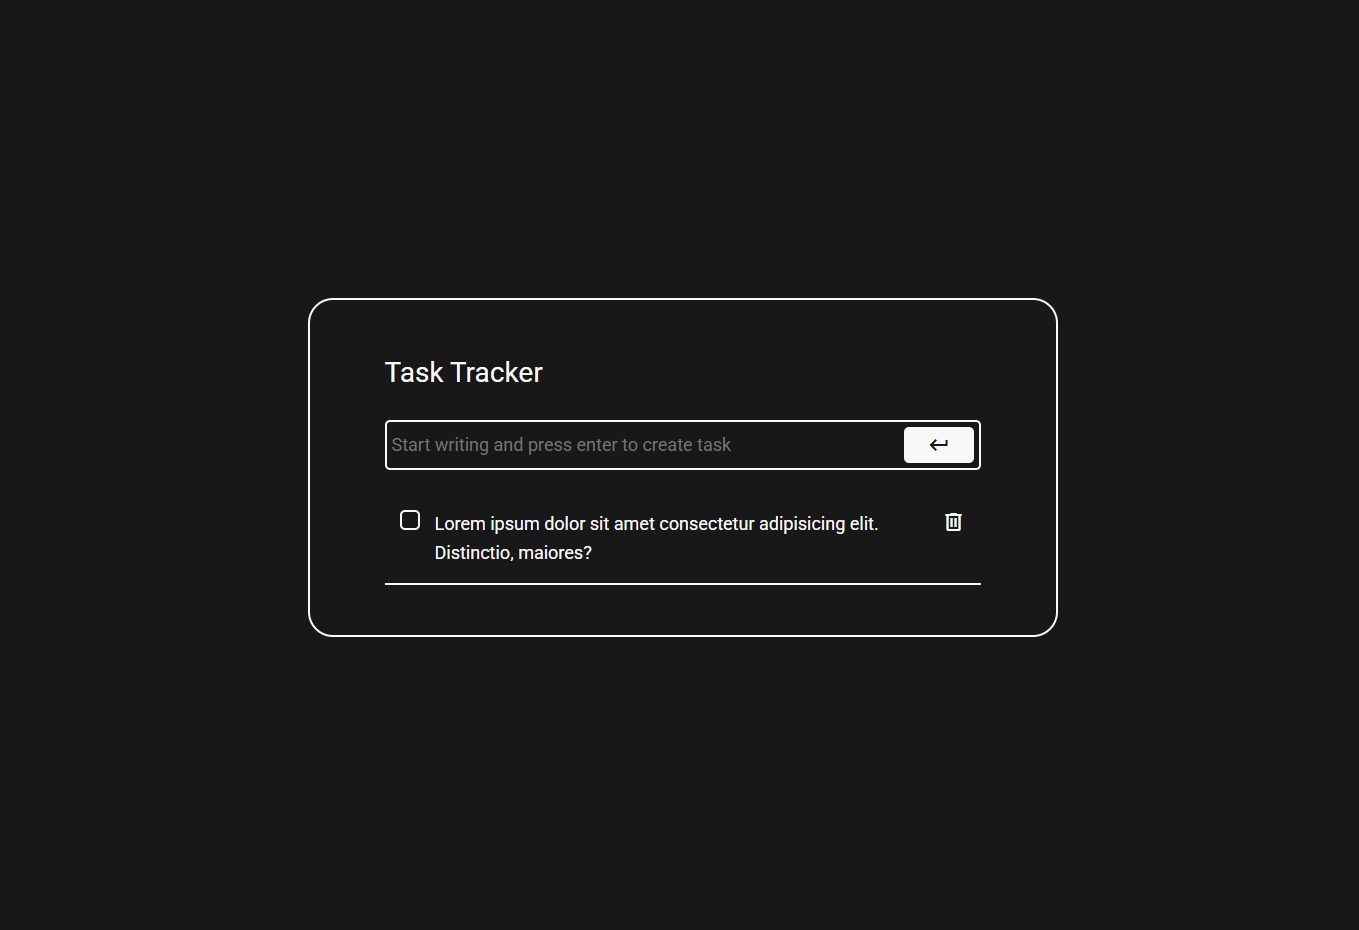 Task Tracker
Start writing and press enter to create task
Lorem ipsum dolor sit amet consectetur adipisicing elit.
Distinctio, maiores?